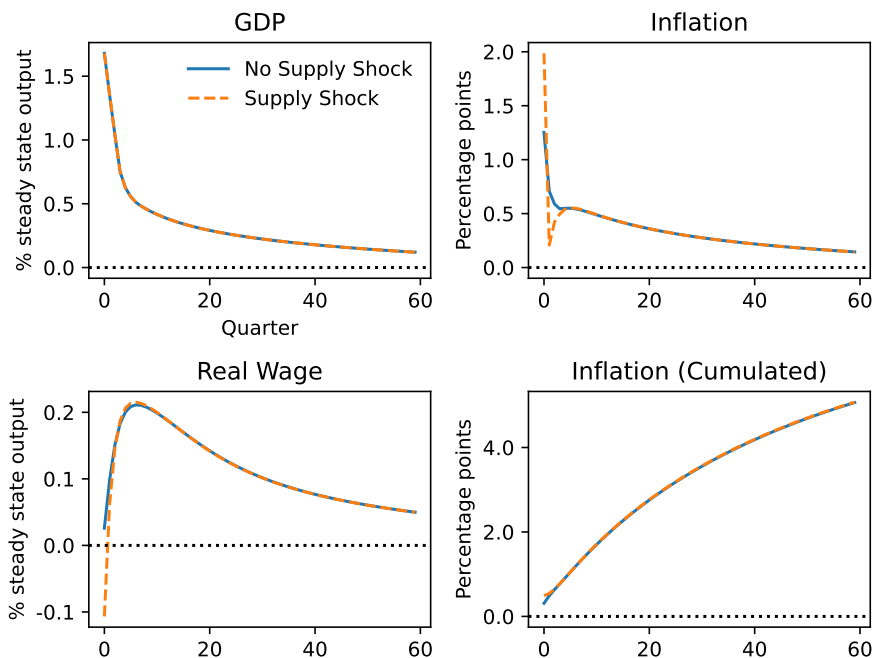 GDP
% steady state output
1.5
1.0
0.5
0.0
No Supply Shock
Supply Shock
0
20
40
60
Quarter
Inflation
Percentage points
2.0
1.5
1.0
0.5
0.0
0
20
40
60
Real Wage
% steady state output
0.2
0.1
0.0
-0.1
0
20
40
60
Inflation (Cumulated)
Percentage points
4.0
2.0
0.0
0
20
40
60